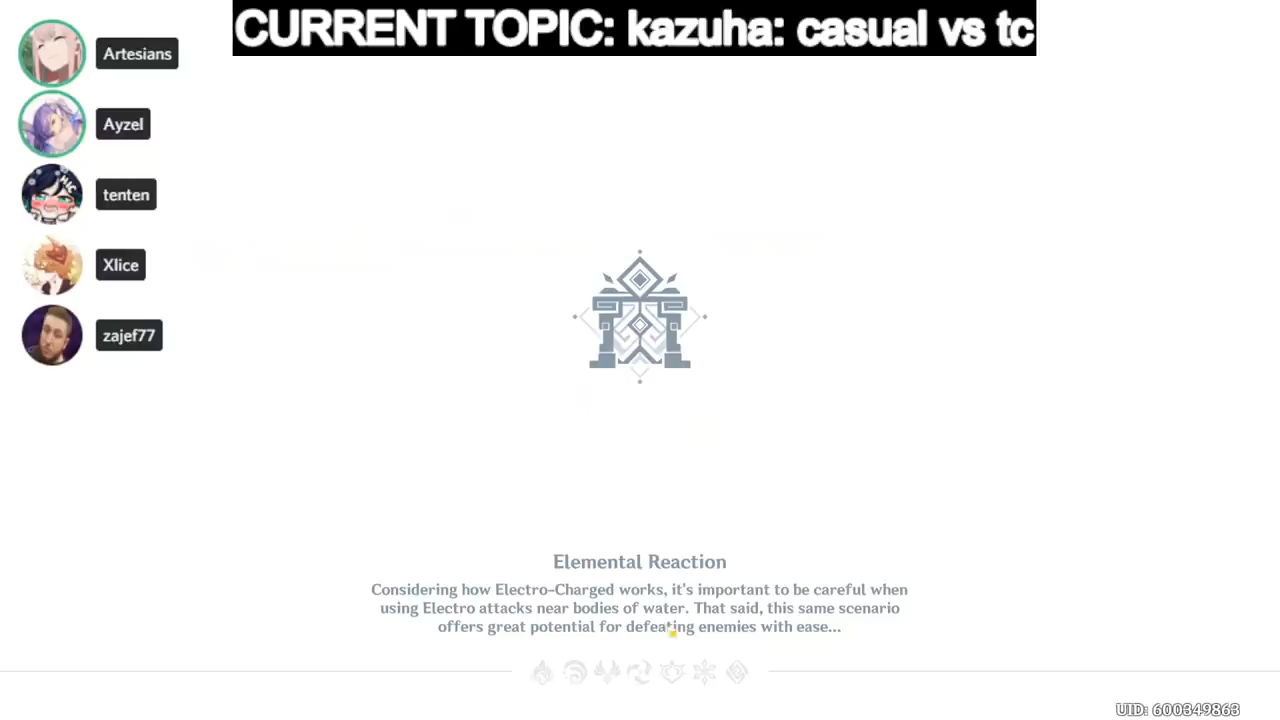 CURRENT TOPIC: kazuha: casual vs tc
Artesians
Ayzel
tenten
Xlice
zajef77
Elemental Reaction
Considering how Electro-Charged works, it's important to be careful when
using Electro attacks near bodies of water. That said, this same scenario
offers great potential for defeating enemies with ease...
UID: 600349863